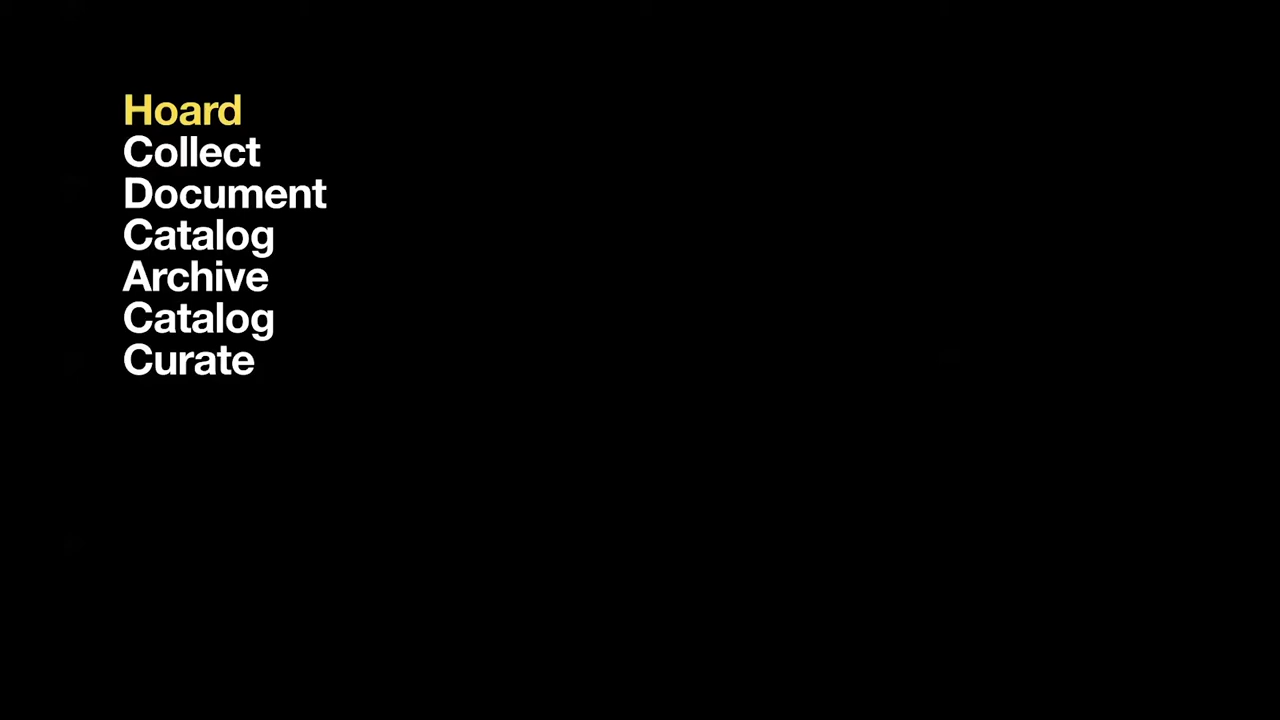 Hoard
Collect
Document
Catalog
Archive
Catalog
Curate